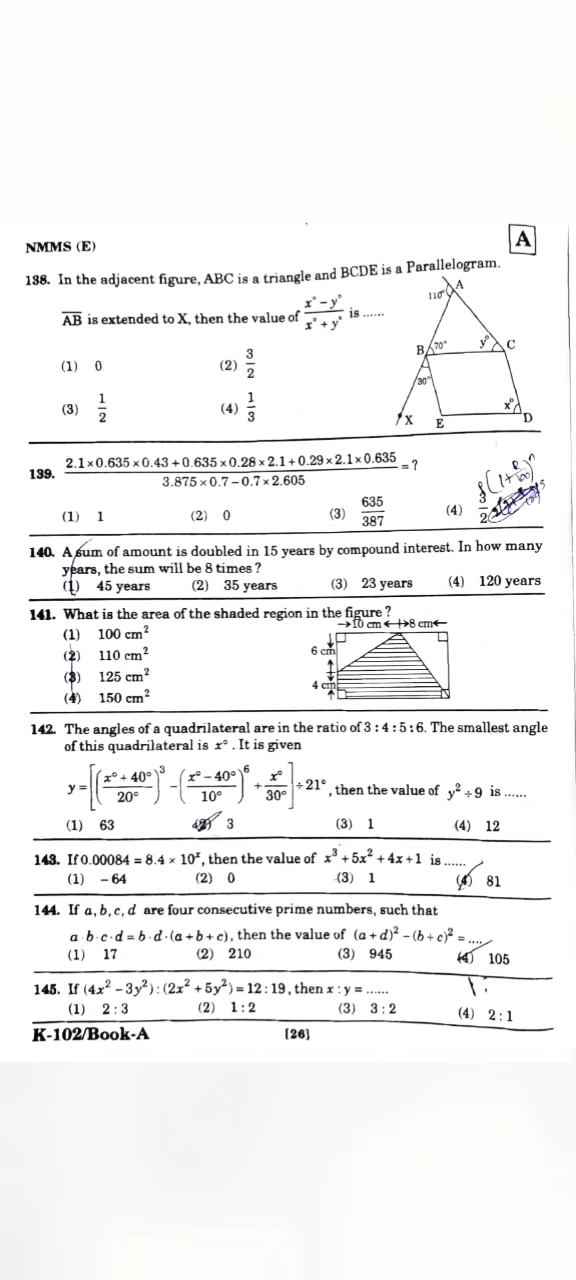 NMMS (E)
A
138. In the adjacent figure, ABC is a triangle and BCDE is a Parallelogram.
AB is extended to X, then the value of (x° − y°)/(x° + y°) is ......
(1) 0 (2) 3/2
(3) 1/2 (4) 1/3
A
110°
B 70° y° C
30°
x°
X E D
139. (2.1×0.635×0.43+0.635×0.28×2.1+0.29×2.1×0.635)/(3.875×0.7−0.7×2.605) = ?
(1) 1 (2) 0 (3) 635/387 (4) 3/2
140. A sum of amount is doubled in 15 years by compound interest. In how many
years, the sum will be 8 times ?
(1) 45 years (2) 35 years (3) 23 years (4) 120 years
141. What is the area of the shaded region in the figure ?
(1) 100 cm²
(2) 110 cm²
(3) 125 cm²
(4) 150 cm²
10 cm 8 cm
6 cm
4 cm
142. The angles of a quadrilateral are in the ratio of 3 : 4 : 5 : 6. The smallest angle
of this quadrilateral is x°. It is given
y = [((x° + 40°)/20°)³ − ((x° − 40°)/10°)⁶ + x°/30°] ÷ 21°, then the value of y² ÷ 9 is ......
(1) 63 (2) 3 (3) 1 (4) 12
143. If 0.00084 = 8.4 × 10ˣ, then the value of x³ + 5x² + 4x + 1 is ......
(1) −64 (2) 0 (3) 1 (4) 81
144. If a, b, c, d are four consecutive prime numbers, such that
a·b·c·d = b·d·(a+b+c), then the value of (a+d)² − (b+c)² = ....
(1) 17 (2) 210 (3) 945 (4) 105
145. If (4x² − 3y²) : (2x² + 5y²) = 12 : 19, then x : y = ......
(1) 2 : 3 (2) 1 : 2 (3) 3 : 2 (4) 2 : 1
K-102/Book-A [26]